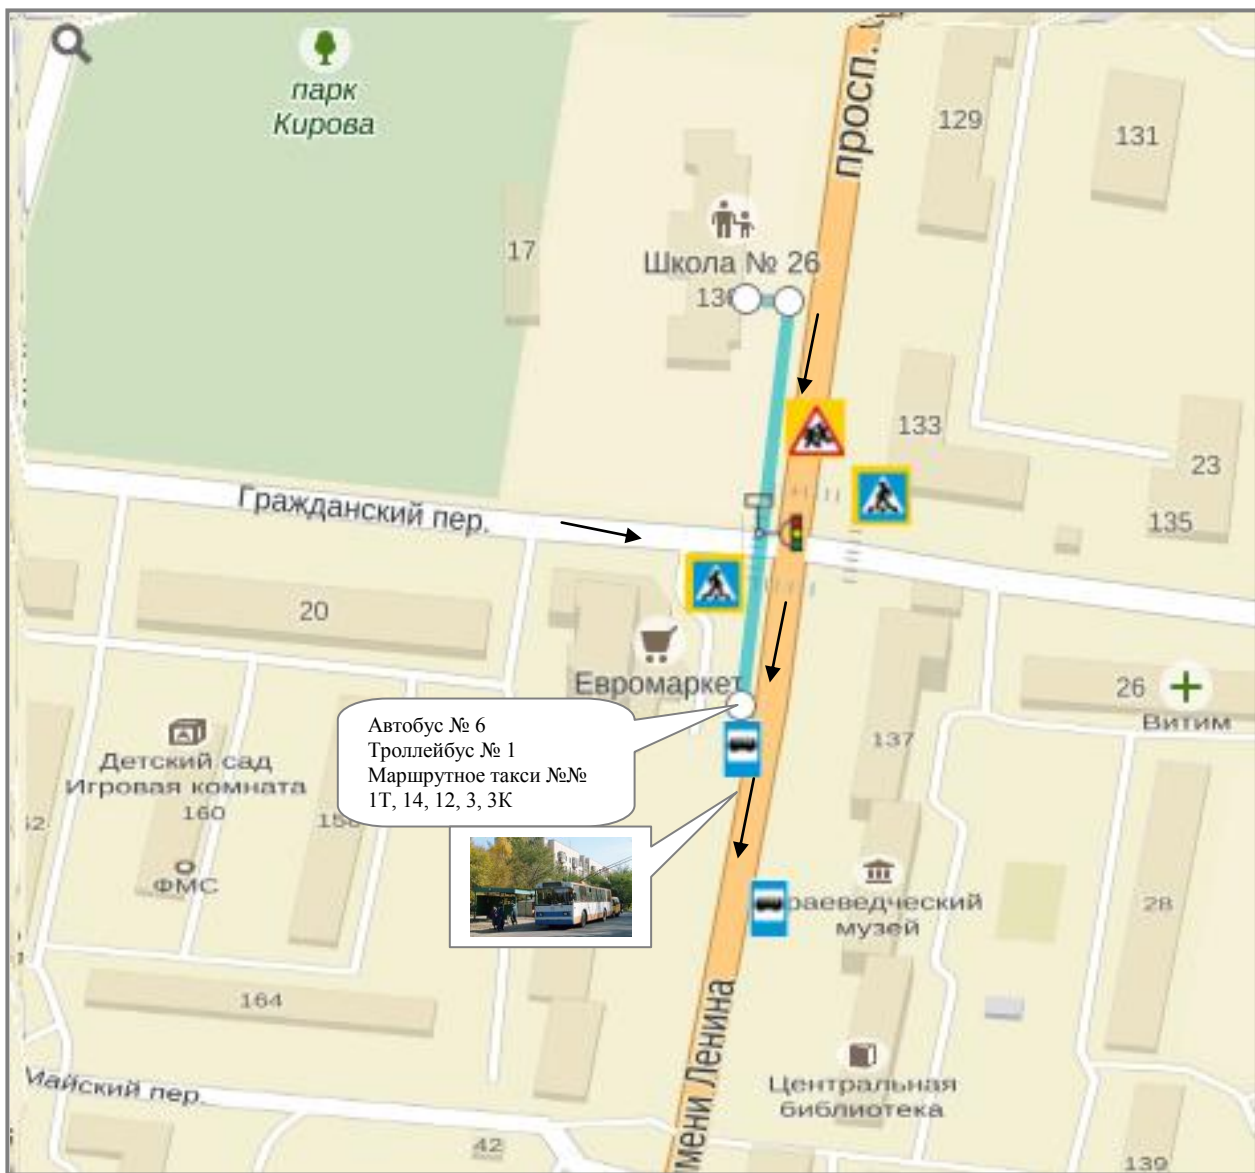 парк
Кирова
просп.
129
131
17
Школа № 26
133
23
135
Гражданский пер.
20
Евромаркет
26
Витим
137
Автобус № 6
Троллейбус № 1
Маршрутное такси №№
1Т, 14, 12, 3, 3К
Детский сад
Игровая комната
160
ФМС
раеведческий
музей
28
164
мени Ленина
Майский пер.
Центральная
библиотека
42
139